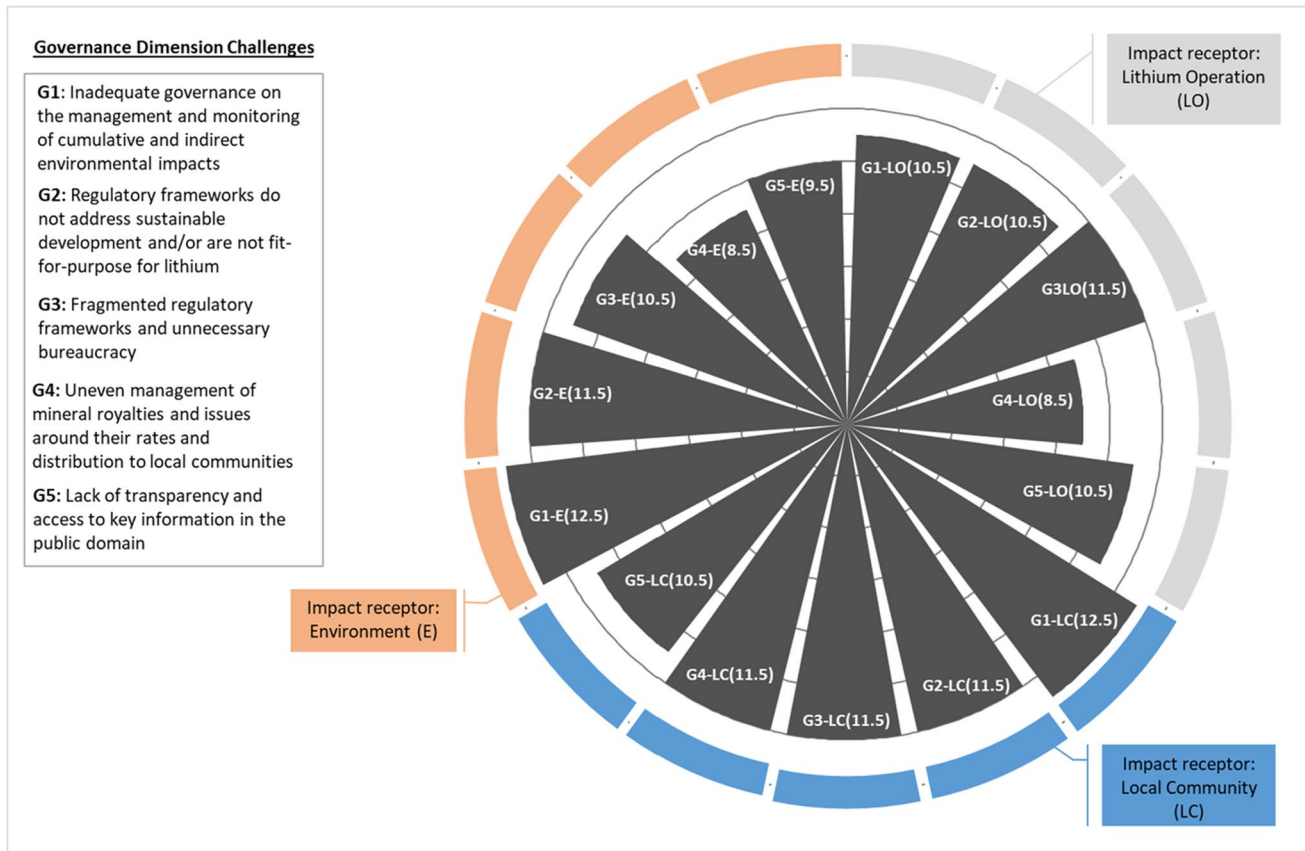 Governance Dimension Challenges
G1: Inadequate governance on
the management and monitoring
of cumulative and indirect
environmental impacts
G2: Regulatory frameworks do
not address sustainable
development and/or are not fit-
for-purpose for lithium
G3: Fragmented regulatory
frameworks and unnecessary
bureaucracy
G4: Uneven management of
mineral royalties and issues
around their rates and
distribution to local communities
G5: Lack of transparency and
access to key information in the
public domain
Impact receptor:
Lithium Operation
(LO)
G1-LO(10.5)
G2-LO(10.5)
G3LO(11.5)
G4-LO(8.5)
G5-LO(10.5)
G1-LC(12.5)
G2-LC(11.5)
G3-LC(11.5)
G4-LC(11.5)
G5-LC(10.5)
G1-E(12.5)
G2-E(11.5)
G3-E(10.5)
G4-E(8.5)
G5-E(9.5)
Impact receptor:
Environment (E)
Impact receptor:
Local Community
(LC)